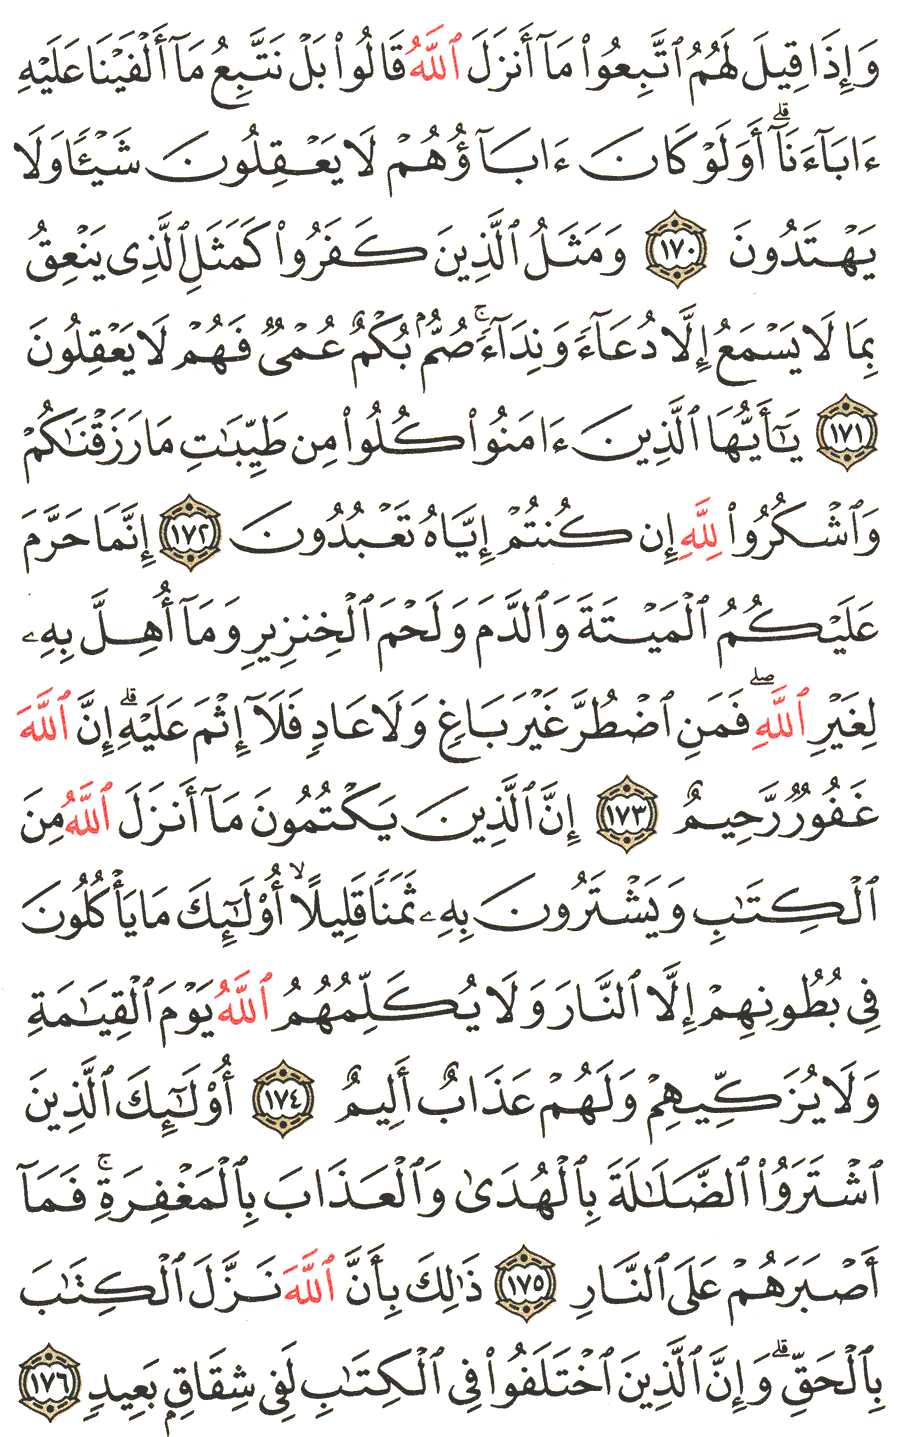 وَإِذَا قِيلَ لَهُمُ ٱتَّبِعُوا۟ مَآ أَنزَلَ ٱللَّهُ قَالُوا۟ بَلْ نَتَّبِعُ مَآ أَلْفَيْنَا عَلَيْهِ
ءَابَآءَنَآ ۗ أَوَلَوْ كَانَ ءَابَآؤُهُمْ لَا يَعْقِلُونَ شَيْـًٔا وَلَا
يَهْتَدُونَ ١٧٠ وَمَثَلُ ٱلَّذِينَ كَفَرُوا۟ كَمَثَلِ ٱلَّذِى يَنْعِقُ
بِمَا لَا يَسْمَعُ إِلَّا دُعَآءً وَنِدَآءً ۚ صُمٌّۢ بُكْمٌ عُمْىٌ فَهُمْ لَا يَعْقِلُونَ
١٧١ يَـٰٓأَيُّهَا ٱلَّذِينَ ءَامَنُوا۟ كُلُوا۟ مِن طَيِّبَـٰتِ مَا رَزَقْنَـٰكُمْ
وَٱشْكُرُوا۟ لِلَّهِ إِن كُنتُمْ إِيَّاهُ تَعْبُدُونَ ١٧٢ إِنَّمَا حَرَّمَ
عَلَيْكُمُ ٱلْمَيْتَةَ وَٱلدَّمَ وَلَحْمَ ٱلْخِنزِيرِ وَمَآ أُهِلَّ بِهِۦ
لِغَيْرِ ٱللَّهِ ۖ فَمَنِ ٱضْطُرَّ غَيْرَ بَاغٍ وَلَا عَادٍ فَلَآ إِثْمَ عَلَيْهِ ۗ إِنَّ ٱللَّهَ
غَفُورٌ رَّحِيمٌ ١٧٣ إِنَّ ٱلَّذِينَ يَكْتُمُونَ مَآ أَنزَلَ ٱللَّهُ مِنَ
ٱلْكِتَـٰبِ وَيَشْتَرُونَ بِهِۦ ثَمَنًا قَلِيلًا ۙ أُو۟لَـٰٓئِكَ مَا يَأْكُلُونَ
فِى بُطُونِهِمْ إِلَّا ٱلنَّارَ وَلَا يُكَلِّمُهُمُ ٱللَّهُ يَوْمَ ٱلْقِيَـٰمَةِ
وَلَا يُزَكِّيهِمْ وَلَهُمْ عَذَابٌ أَلِيمٌ ١٧٤ أُو۟لَـٰٓئِكَ ٱلَّذِينَ
ٱشْتَرَوُا۟ ٱلضَّلَـٰلَةَ بِٱلْهُدَىٰ وَٱلْعَذَابَ بِٱلْمَغْفِرَةِ ۚ فَمَآ
أَصْبَرَهُمْ عَلَى ٱلنَّارِ ١٧٥ ذَٰلِكَ بِأَنَّ ٱللَّهَ نَزَّلَ ٱلْكِتَـٰبَ
بِٱلْحَقِّ ۗ وَإِنَّ ٱلَّذِينَ ٱخْتَلَفُوا۟ فِى ٱلْكِتَـٰبِ لَفِى شِقَاقٍۭ بَعِيدٍ ١٧٦